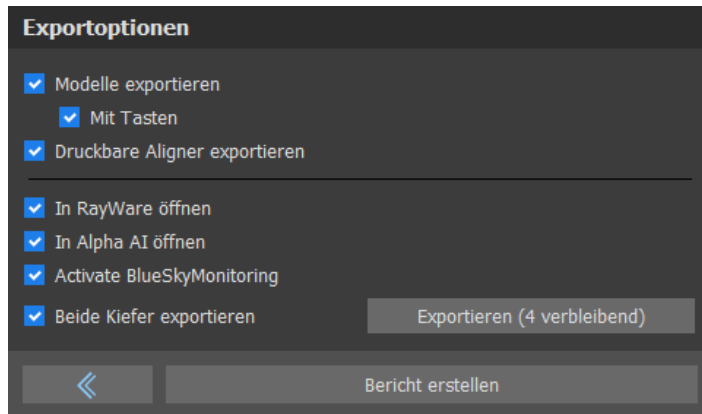 Exportoptionen
Modelle exportieren
Mit Tasten
Druckbare Aligner exportieren
In RayWare öffnen
In Alpha AI öffnen
Activate BlueSkyMonitoring
Beide Kiefer exportieren
Exportieren (4 verbleibend)
Bericht erstellen